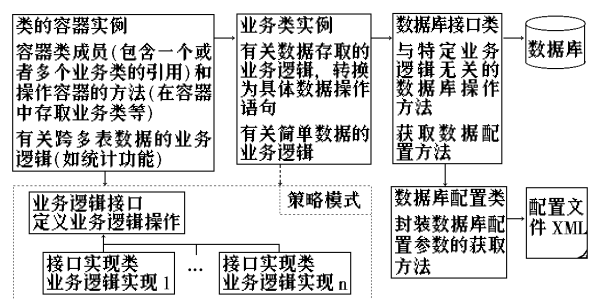 类的容器实例
容器类成员(包含一个或
者多个业务类的引用)和
操作容器的方法(在容器
中存取业务类等)
有关跨多表数据的业务
逻辑(如统计功能)
业务类实例
有关数据存取的
业务逻辑，转换
为具体数据操作
语句
有关简单数据的
业务逻辑
数据库接口类
与特定业务
逻辑无关的
数据库操作
方法
获取数据配
置方法
数据库
业务逻辑接口
定义业务逻辑操作
策略模式
数据库配置类
封装数据库配
置参数的获取
方法
配置文
件 XML
接口实现类
业务逻辑实现 1
...
接口实现类
业务逻辑实现 n